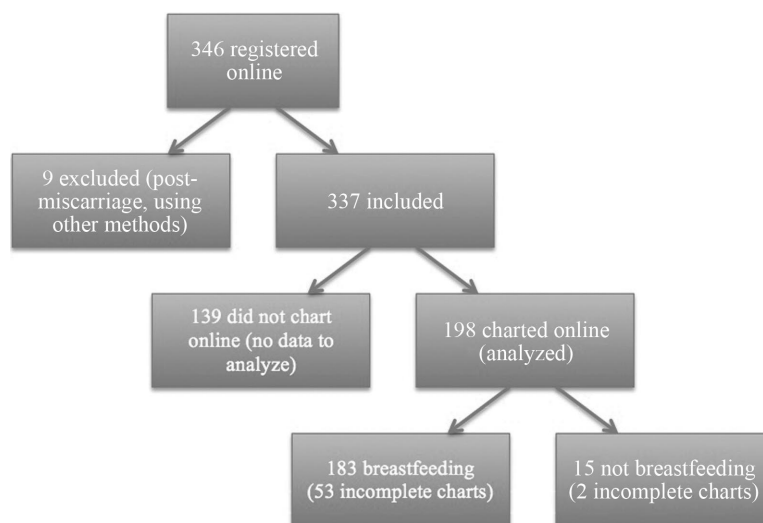 346 registered
online
9 excluded (post-
miscarriage, using
other methods)
337 included
139 did not chart
online (no data to
analyze)
198 charted online
(analyzed)
183 breastfeeding
(53 incomplete charts)
15 not breastfeeding
(2 incomplete charts)